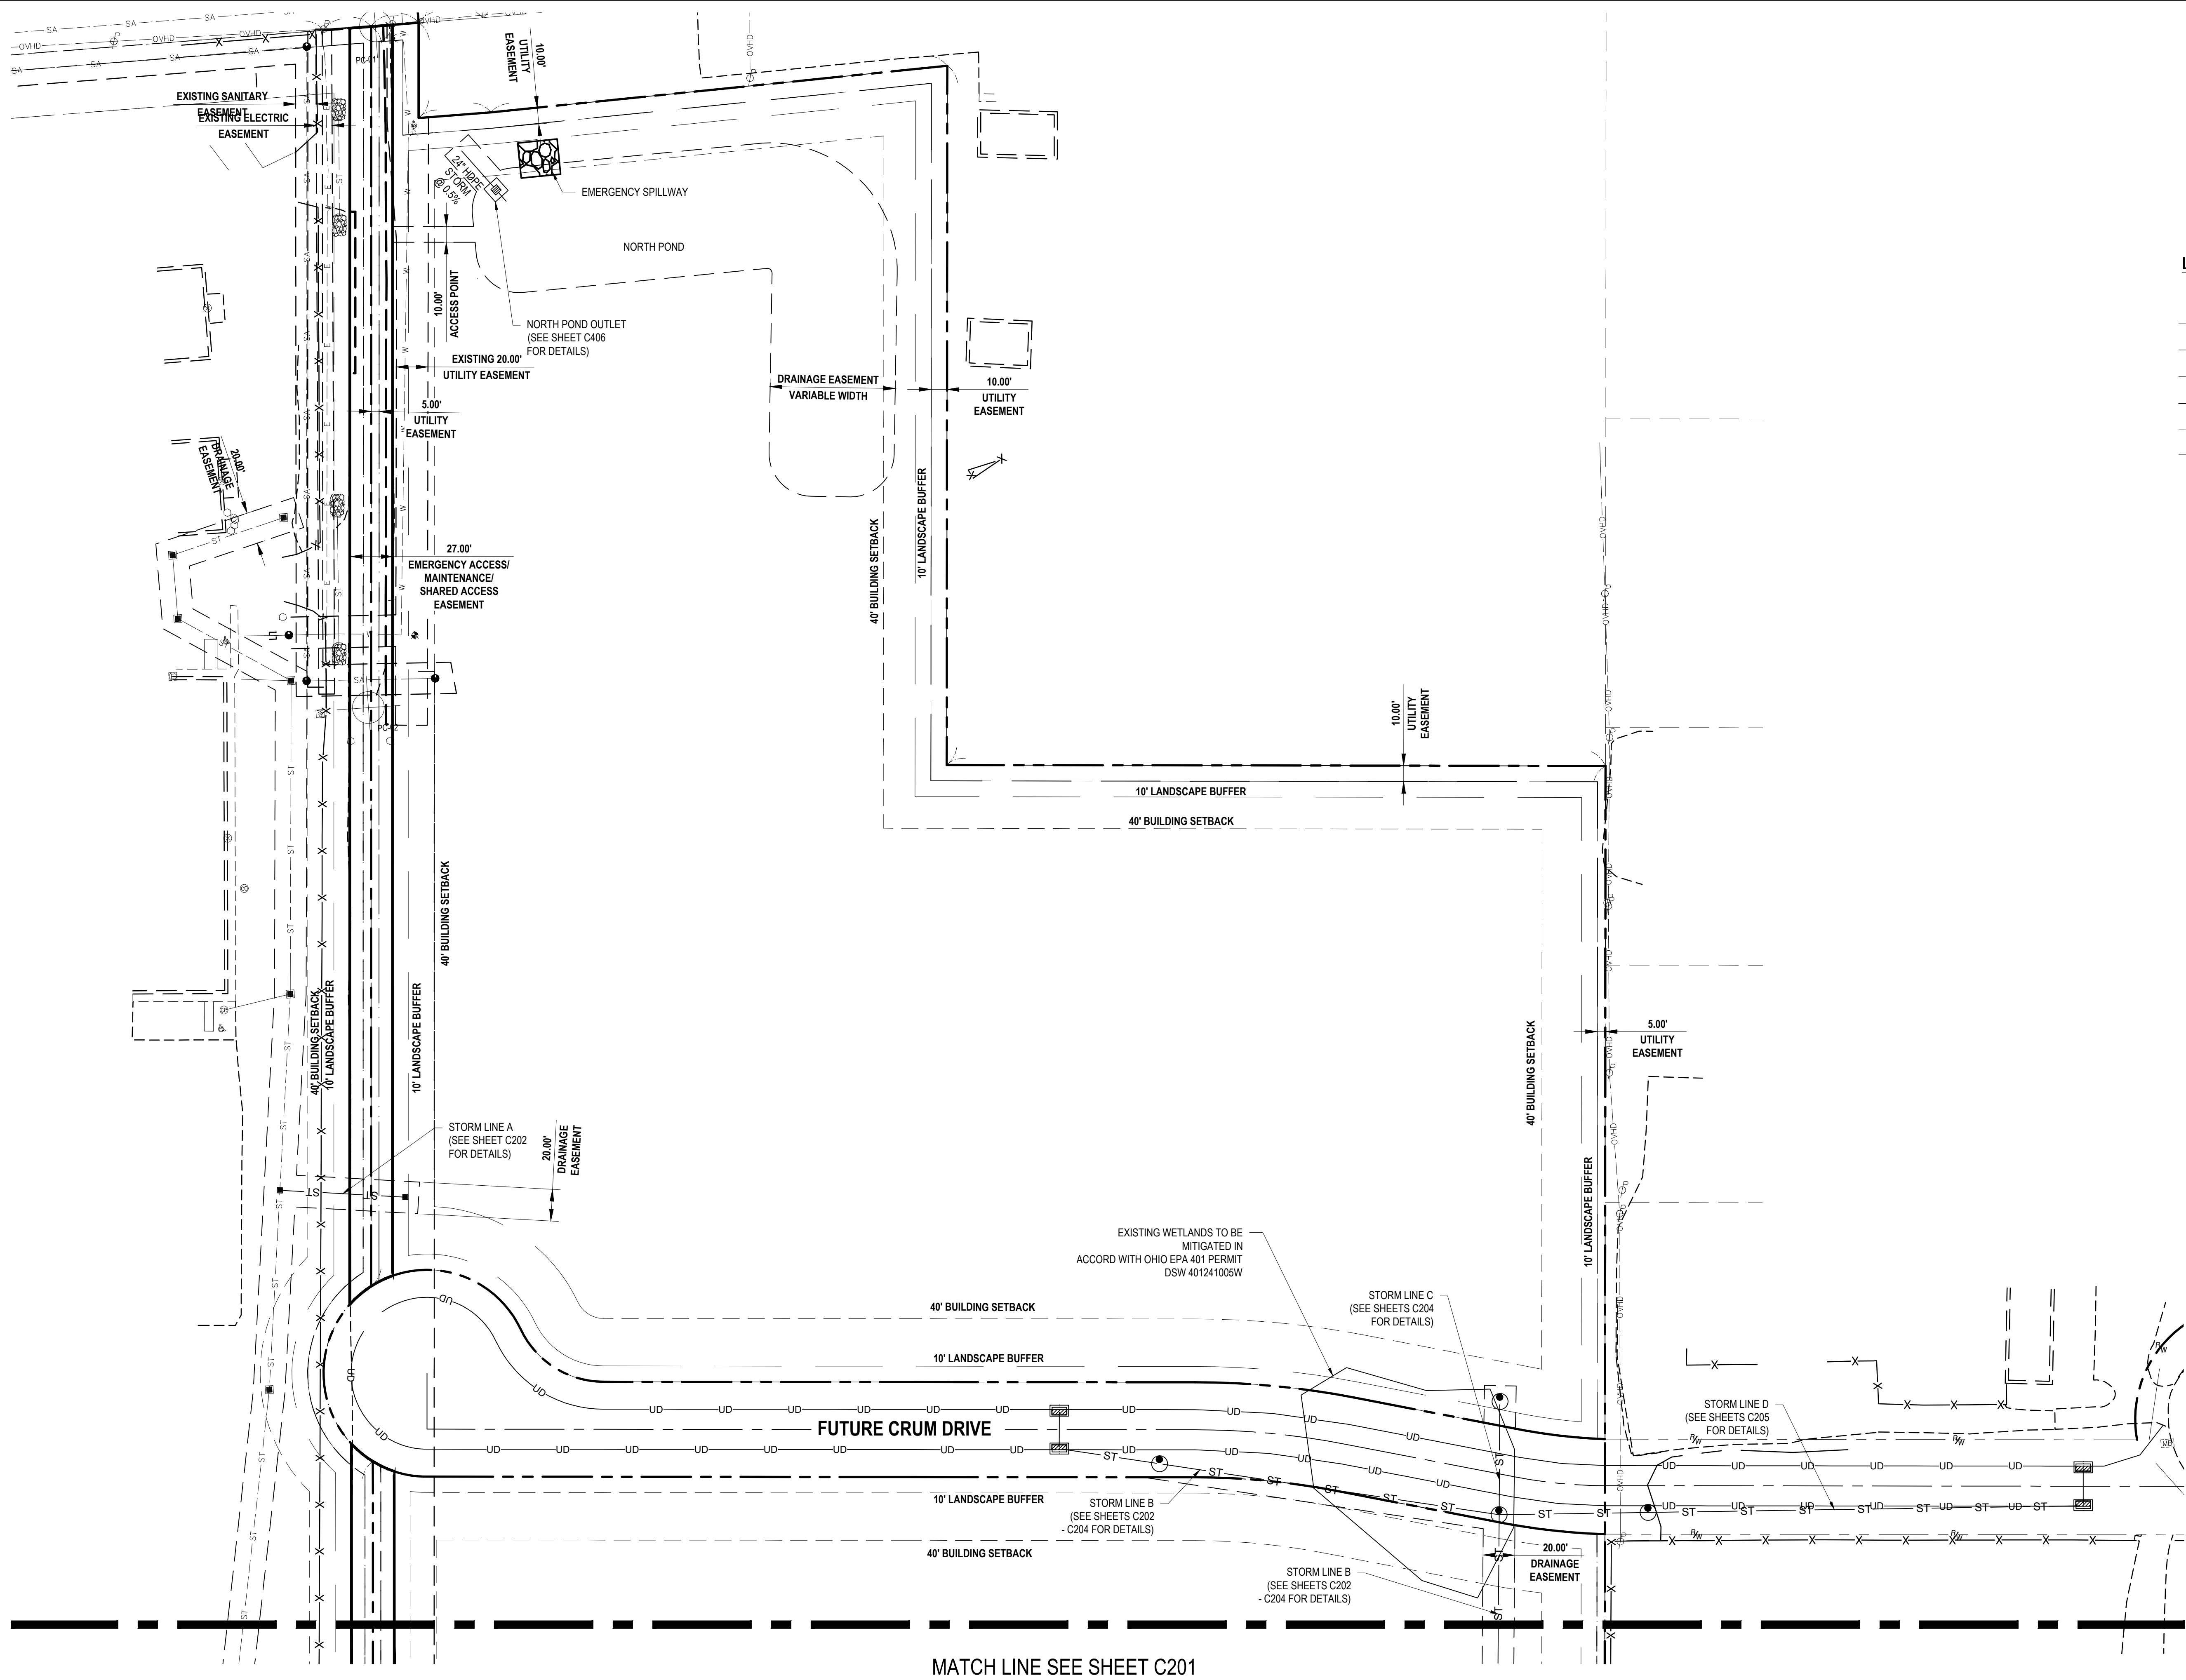 EXISTING SANITARY
EASEMENT
EXISTING ELECTRIC
EASEMENT
PC-01
10.00'
UTILITY
EASEMENT
24" HDPE
STORM
@ 0.5%
EMERGENCY SPILLWAY
NORTH POND
10.00'
ACCESS POINT
NORTH POND OUTLET
(SEE SHEET C406
FOR DETAILS)
EXISTING 20.00'
UTILITY EASEMENT
5.00'
UTILITY
EASEMENT
DRAINAGE EASEMENT
VARIABLE WIDTH
10.00'
UTILITY
EASEMENT
20.00'
DRAINAGE
EASEMENT
27.00'
EMERGENCY ACCESS/
MAINTENANCE/
SHARED ACCESS
EASEMENT
40' BUILDING SETBACK
10' LANDSCAPE BUFFER
PC-02
10.00'
UTILITY
EASEMENT
10' LANDSCAPE BUFFER
40' BUILDING SETBACK
40' BUILDING SETBACK
10' LANDSCAPE BUFFER
40' BUILDING SETBACK
10' LANDSCAPE BUFFER
40' BUILDING SETBACK
5.00'
UTILITY
EASEMENT
10' LANDSCAPE BUFFER
STORM LINE A
(SEE SHEET C202
FOR DETAILS)
20.00'
DRAINAGE
EASEMENT
EXISTING WETLANDS TO BE
MITIGATED IN
ACCORD WITH OHIO EPA 401 PERMIT
DSW 401241005W
STORM LINE C
(SEE SHEETS C204
FOR DETAILS)
40' BUILDING SETBACK
10' LANDSCAPE BUFFER
FUTURE CRUM DRIVE
STORM LINE D
(SEE SHEETS C205
FOR DETAILS)
10' LANDSCAPE BUFFER
STORM LINE B
(SEE SHEETS C202
- C204 FOR DETAILS)
40' BUILDING SETBACK
20.00'
DRAINAGE
EASEMENT
STORM LINE B
(SEE SHEETS C202
- C204 FOR DETAILS)
MATCH LINE SEE SHEET C201